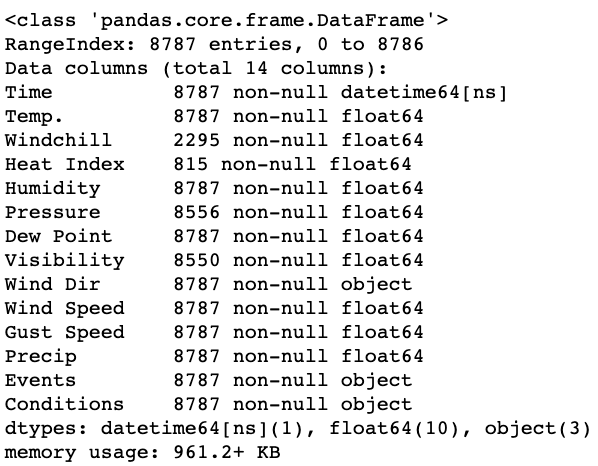 <class 'pandas.core.frame.DataFrame'>
RangeIndex: 8787 entries, 0 to 8786
Data columns (total 14 columns):
Time          8787 non-null datetime64[ns]
Temp.         8787 non-null float64
Windchill     2295 non-null float64
Heat Index    815 non-null float64
Humidity      8787 non-null float64
Pressure      8556 non-null float64
Dew Point     8787 non-null float64
Visibility    8550 non-null float64
Wind Dir      8787 non-null object
Wind Speed    8787 non-null float64
Gust Speed    8787 non-null float64
Precip        8787 non-null float64
Events        8787 non-null object
Conditions    8787 non-null object
dtypes: datetime64[ns](1), float64(10), object(3)
memory usage: 961.2+ KB